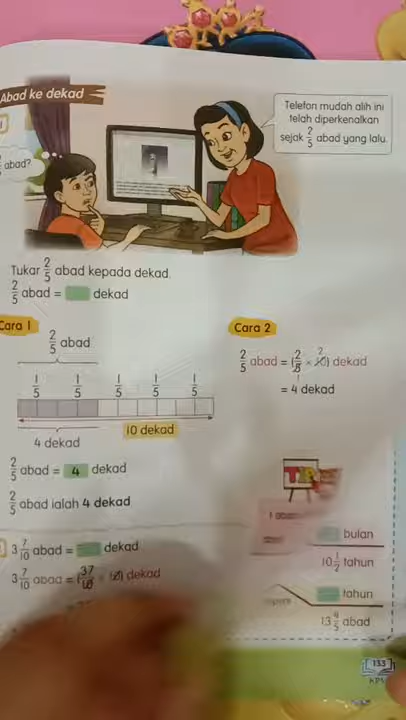 Abad ke dekad
Telefon mudah alih ini
telah diperkenalkan
sejak 2/5 abad yang lalu.
abad?
Tukar 2/5 abad kepada dekad.
2/5 abad = dekad
Cara 1
2/5 abad
1/5 1/5 1/5 1/5 1/5
4 dekad
10 dekad
2/5 abad = 4 dekad
2/5 abad ialah 4 dekad
Cara 2
2/5 abad = (2/5 × 10) dekad
2
1
= 4 dekad
3 7/10 abad = dekad
3 7/10 abad = (37/10 × 10) dekad
bulan
10 1/2 tahun
tahun
13 4/5 abad
133